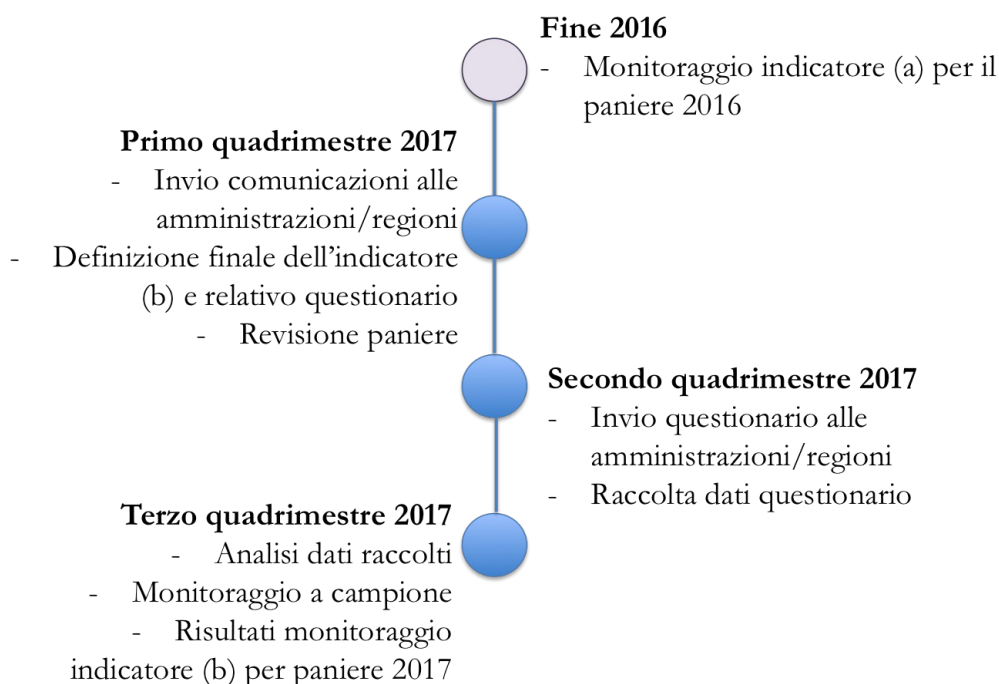 Fine 2016
- Monitoraggio indicatore (a) per il
paniere 2016
Primo quadrimestre 2017
- Invio comunicazioni alle
amministrazioni/regioni
- Definizione finale dell'indicatore
(b) e relativo questionario
- Revisione paniere
Secondo quadrimestre 2017
- Invio questionario alle
amministrazioni/regioni
- Raccolta dati questionario
Terzo quadrimestre 2017
- Analisi dati raccolti
- Monitoraggio a campione
- Risultati monitoraggio
indicatore (b) per paniere 2017